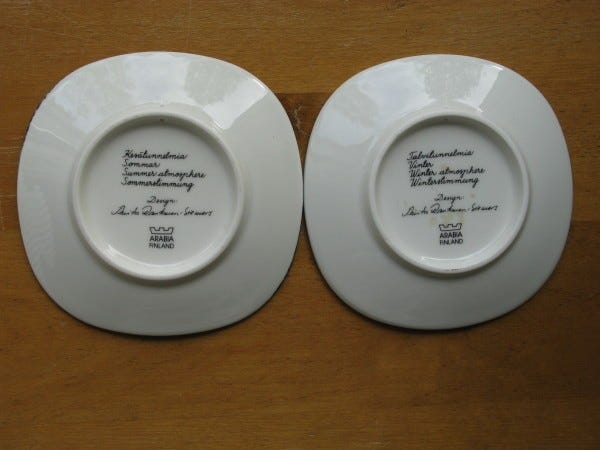 Kesätunnelmia
Sommar
Summer atmosphere
Sommerstimmung
Design:
ARABIA
FINLAND
Talvitunnelmia
Vinter
Winter atmosphere
Winterstimmung
Design:
ARABIA
FINLAND